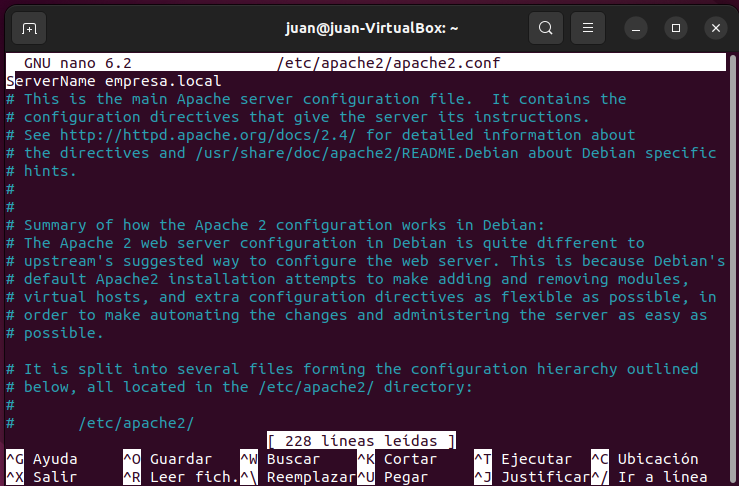 juan@juan-VirtualBox: ~
GNU nano 6.2 /etc/apache2/apache2.conf
ServerName empresa.local
# This is the main Apache server configuration file.  It contains the
# configuration directives that give the server its instructions.
# See http://httpd.apache.org/docs/2.4/ for detailed information about
# the directives and /usr/share/doc/apache2/README.Debian about Debian specific
# hints.
#
#
# Summary of how the Apache 2 configuration works in Debian:
# The Apache 2 web server configuration in Debian is quite different to
# upstream's suggested way to configure the web server. This is because Debian's
# default Apache2 installation attempts to make adding and removing modules,
# virtual hosts, and extra configuration directives as flexible as possible, in
# order to make automating the changes and administering the server as easy as
# possible.
# It is split into several files forming the configuration hierarchy outlined
# below, all located in the /etc/apache2/ directory:
#
#       /etc/apache2/
[ 228 líneas leídas ]
^G Ayuda ^O Guardar ^W Buscar ^K Cortar ^T Ejecutar ^C Ubicación
^X Salir ^R Leer fich. ^\ Reemplazar ^U Pegar ^J Justificar ^/ Ir a línea